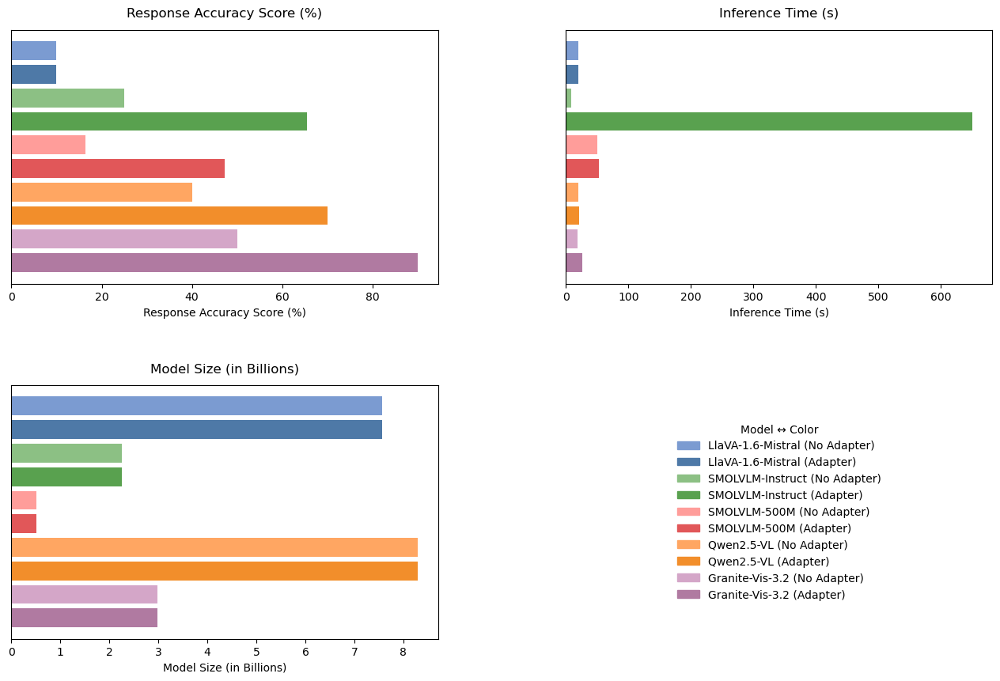 Response Accuracy Score (%)
0 20 40 60 80
Response Accuracy Score (%)
Inference Time (s)
0 100 200 300 400 500 600
Inference Time (s)
Model Size (in Billions)
0 1 2 3 4 5 6 7 8
Model Size (in Billions)
Model ↔ Color
LlaVA-1.6-Mistral (No Adapter)
LlaVA-1.6-Mistral (Adapter)
SMOLVLM-Instruct (No Adapter)
SMOLVLM-Instruct (Adapter)
SMOLVLM-500M (No Adapter)
SMOLVLM-500M (Adapter)
Qwen2.5-VL (No Adapter)
Qwen2.5-VL (Adapter)
Granite-Vis-3.2 (No Adapter)
Granite-Vis-3.2 (Adapter)